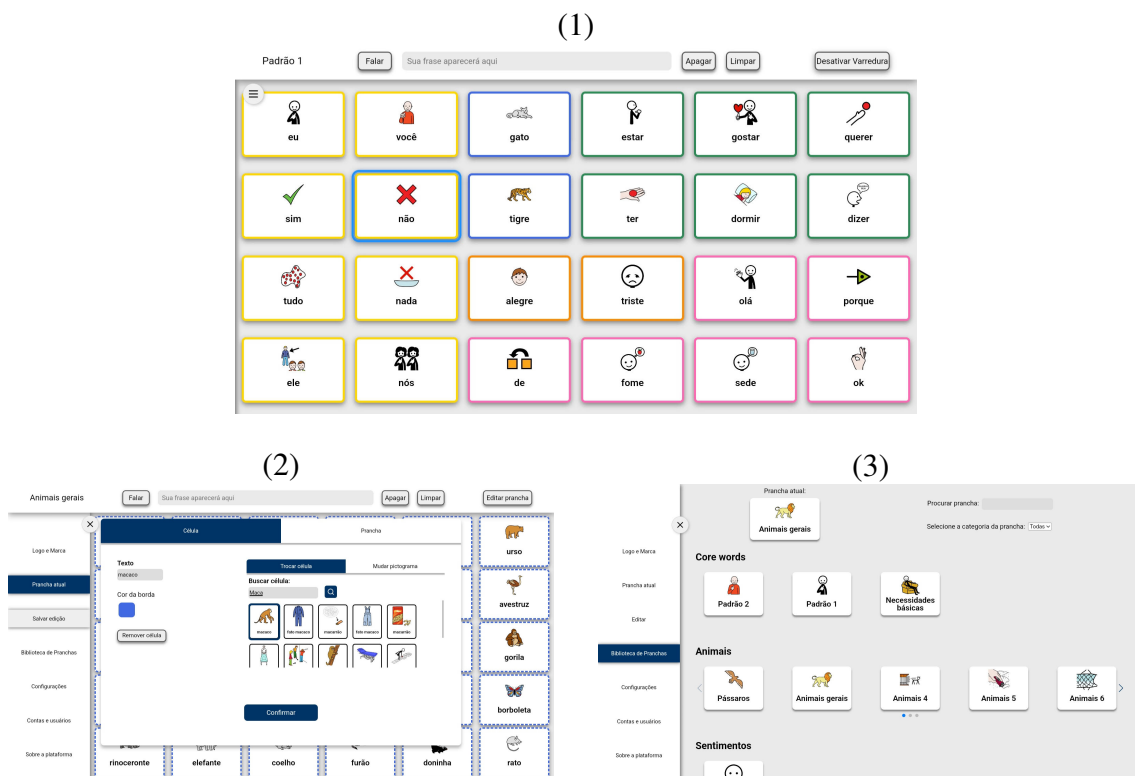 (1)
Padrão 1 Falar Sua frase aparecerá aqui Apagar Limpar Desativar Varredura
eu você gato estar gostar querer
sim não tigre ter dormir dizer
tudo nada alegre triste olá porque
ele nós de fome sede ok
(2)
Animais gerais Falar Sua frase aparecerá aqui Apagar Limpar Editar prancha
Célula Prancha
Logo e Marca
Prancha atual
Salvar edição
Biblioteca de Pranchas
Configurações
Contas e usuários
Sobre a plataforma
Texto
macaco
Cor da borda
Remover célula
Trocar célula Mudar pictograma
Buscar célula:
Maca
macaco fato macaco macarrão fato macaco macarrão
Confirmar
urso
avestruz
gorila
borboleta
rinoceronte elefante coelho furão doninha rato
(3)
Prancha atual:
Animais gerais
Procurar prancha:
Selecione a categoria da prancha: Todas
Logo e Marca
Prancha atual
Editar
Biblioteca de Pranchas
Configurações
Contas e usuários
Sobre a plataforma
Core words
Padrão 2 Padrão 1 Necessidades
básicas
Animais
Pássaros Animais gerais Animais 4 Animais 5 Animais 6
Sentimentos